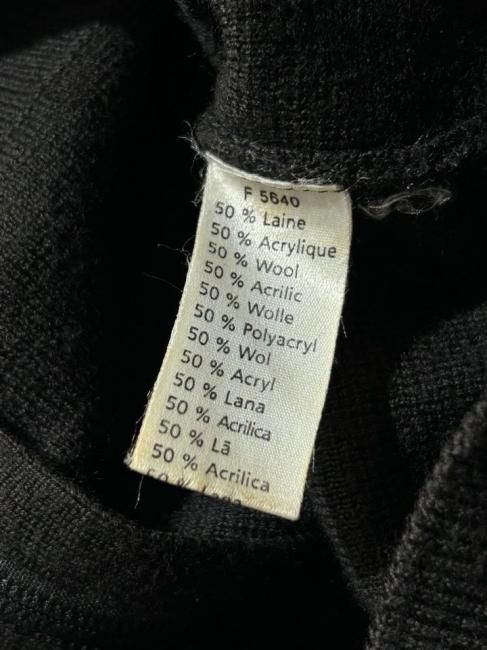 F 5640
50 % Laine
50 % Acrylique
50 % Wool
50 % Acrilic
50 % Wolle
50 % Polyacryl
50 % Wol
50 % Acryl
50 % Lana
50 % Acrilica
50 % Lã
50 % Acrilica